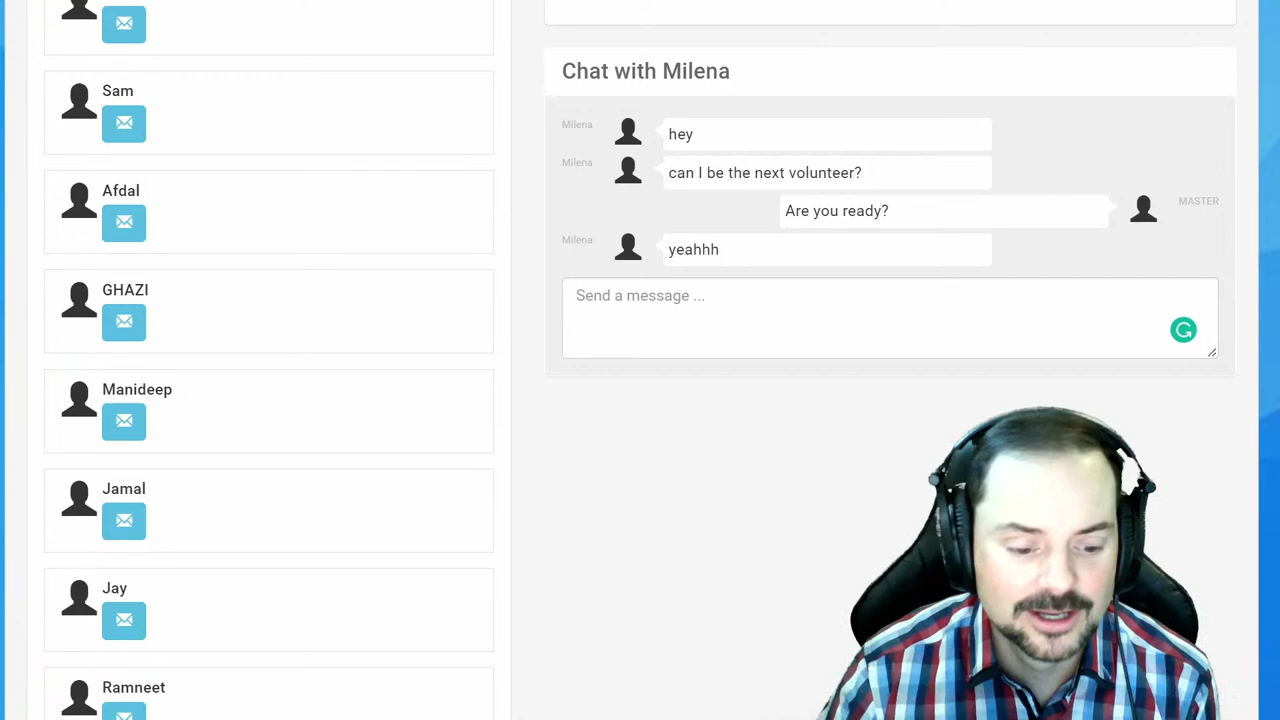 Sam
Afdal
GHAZI
Manideep
Jamal
Jay
Ramneet
Chat with Milena
Milena
hey
Milena
can I be the next volunteer?
Are you ready?
MASTER
Milena
yeahhh
Send a message ...